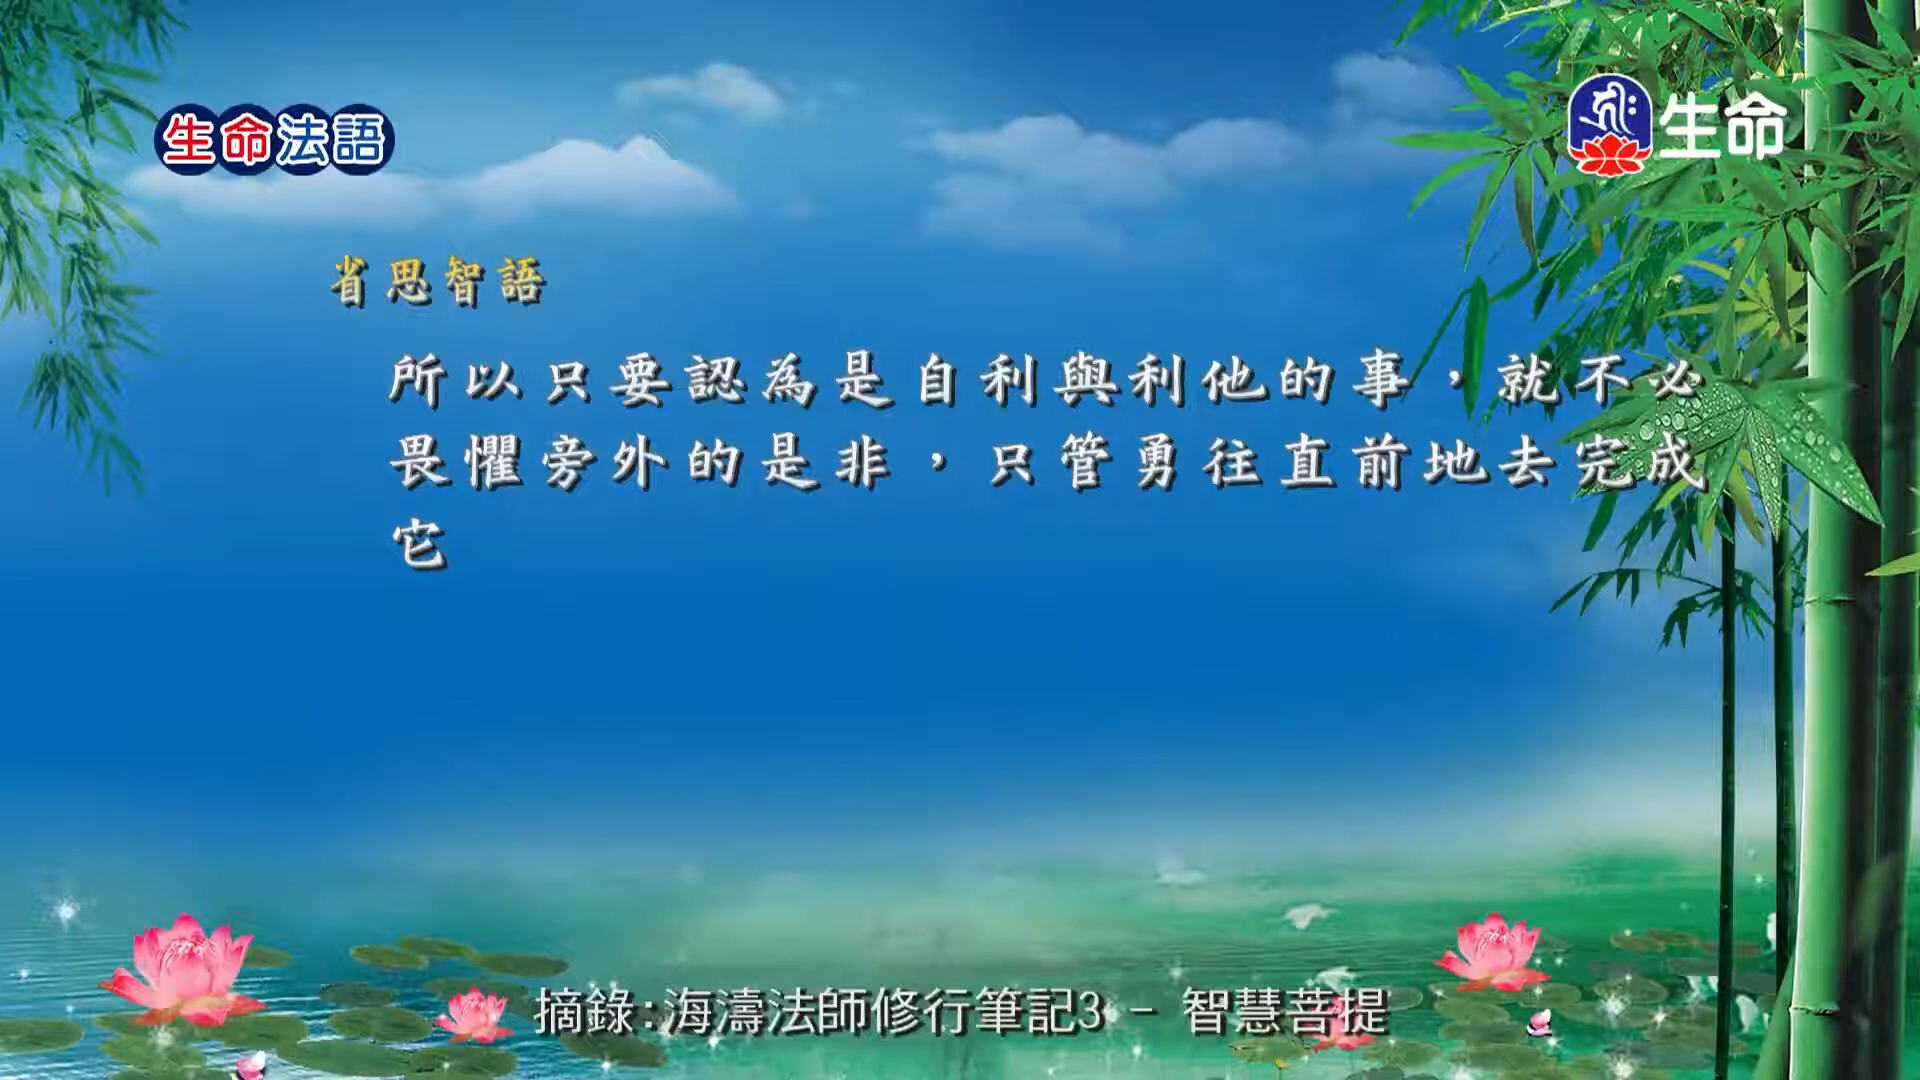 生命法語
生命
省思智語
所以只要認為是自利與利他的事，就不必
畏懼旁外的是非，只管勇往直前地去完成
它
摘錄:海濤法師修行筆記3 - 智慧菩提